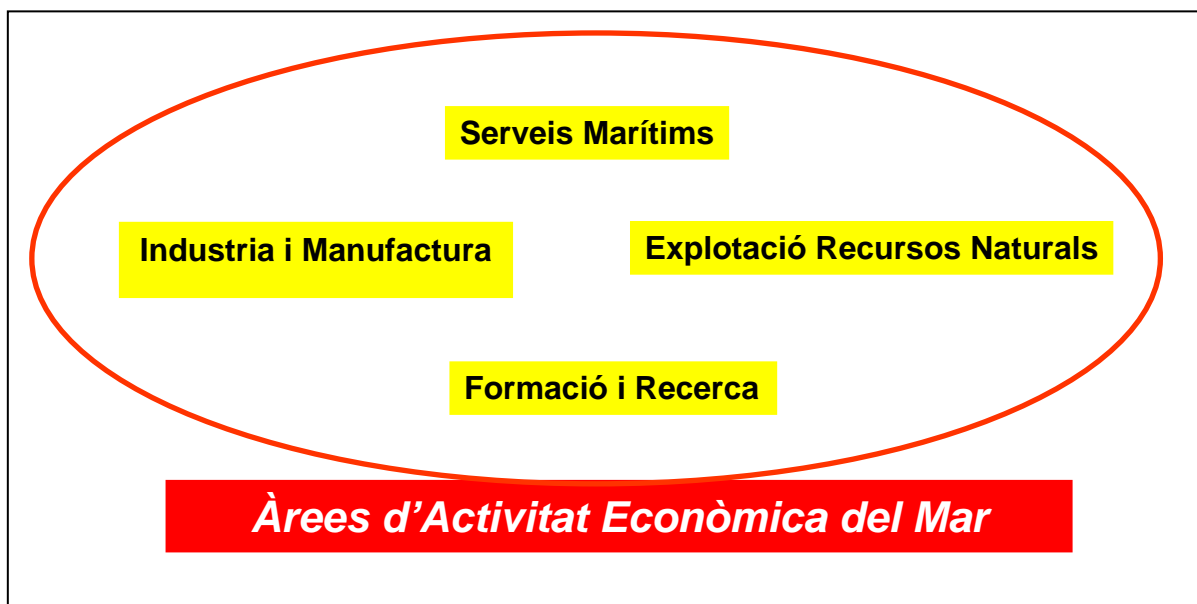 Serveis Marítims
Industria i Manufactura
Explotació Recursos Naturals
Formació i Recerca
Àrees d’Activitat Econòmica del Mar